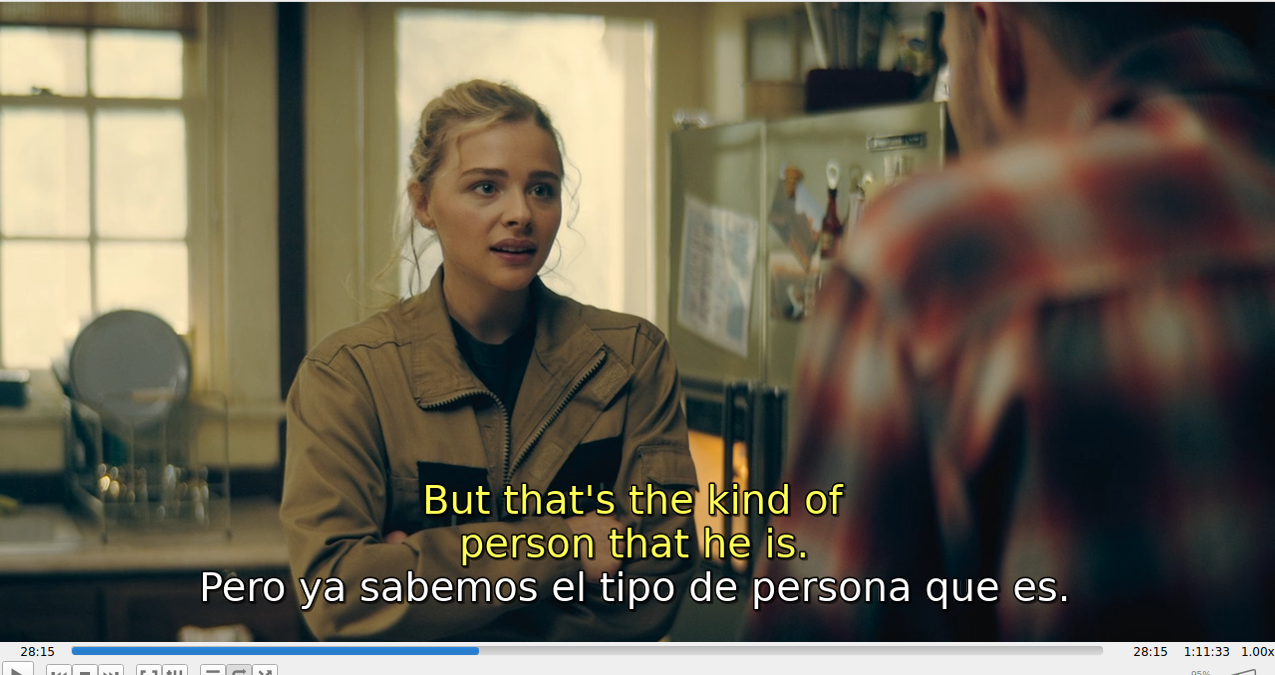 But that's the kind of
person that he is.
Pero ya sabemos el tipo de persona que es.
28:15
28:15 1:11:33 1.00x
95%